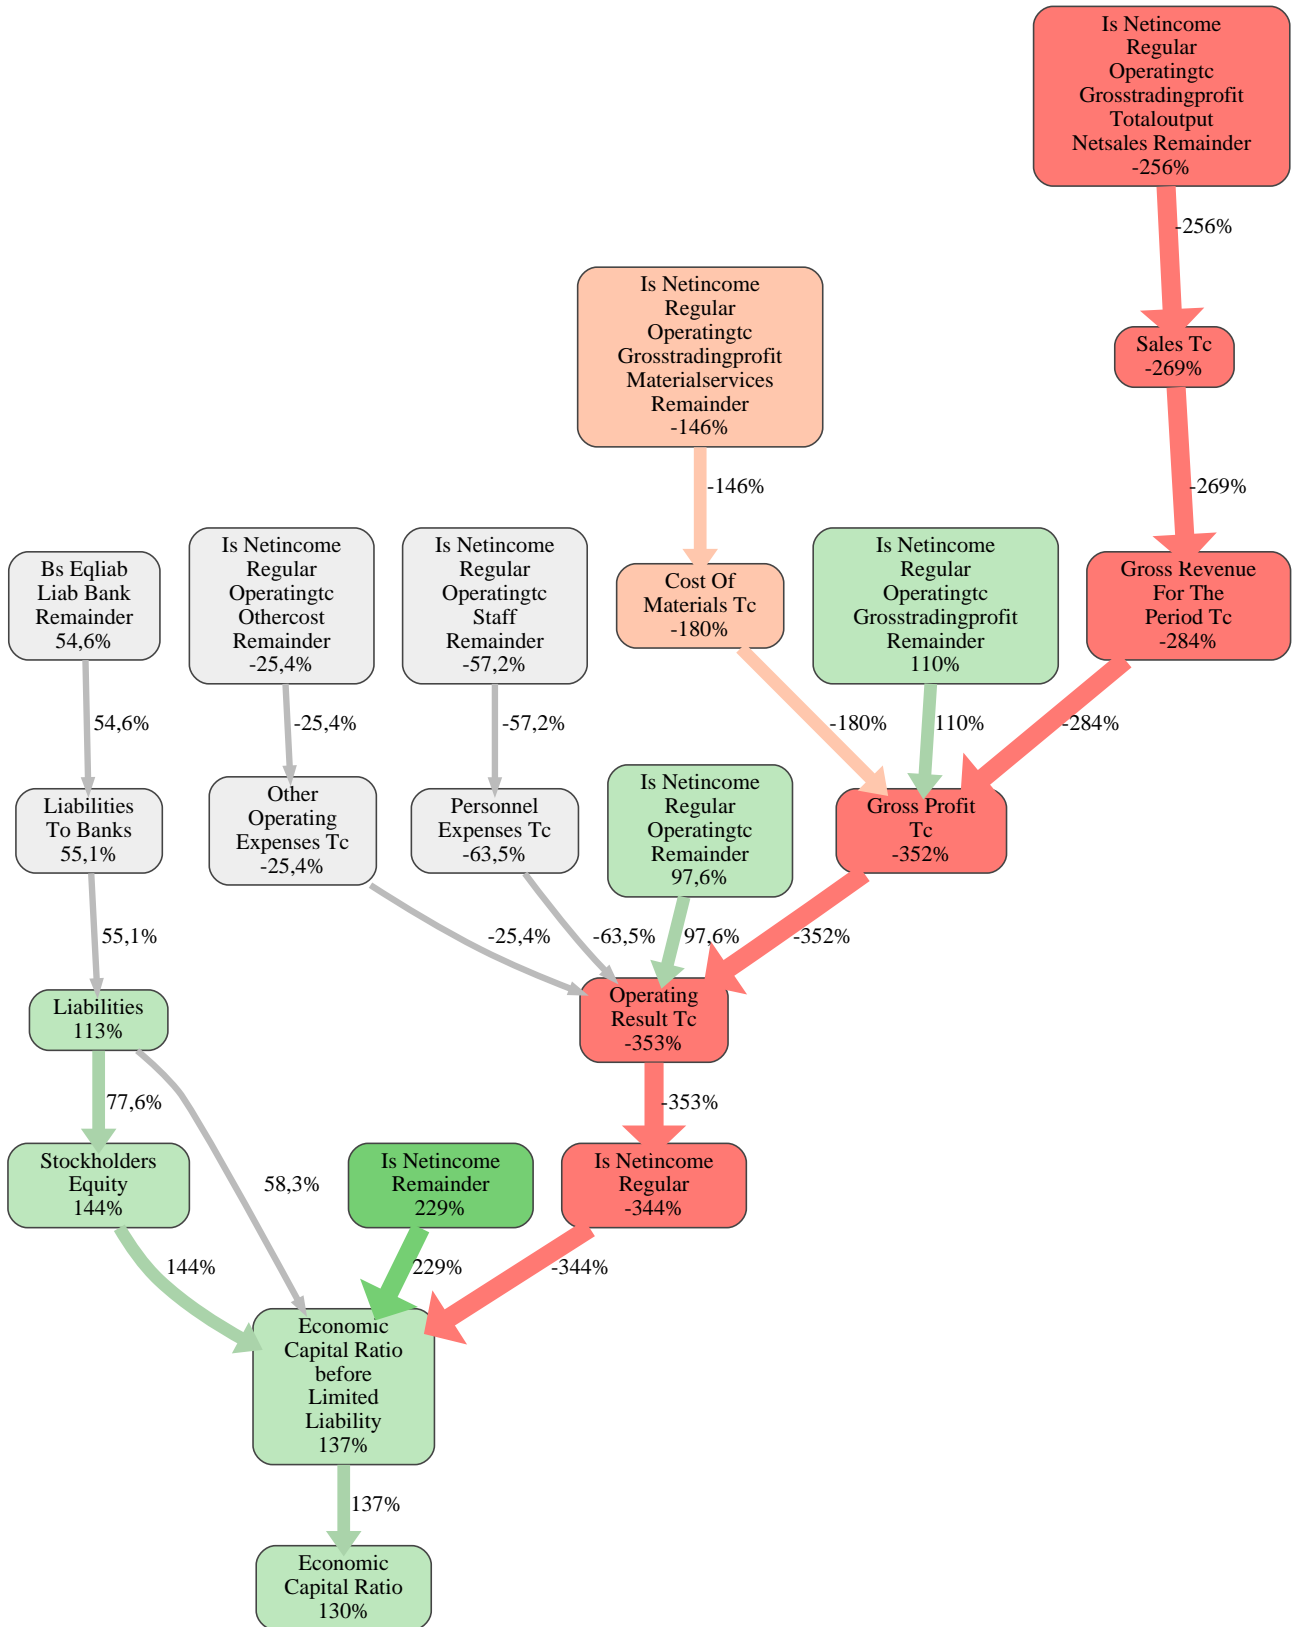 Is Netincome
Regular
Operatingtc
Grosstradingprofit
Totaloutput
Netsales Remainder
-256%
-256%
Is Netincome
Regular
Operatingtc
Grosstradingprofit
Materialservices
Remainder
-146%
Sales Tc
-269%
-146%
-269%
Bs Eqliab
Liab Bank
Remainder
54,6%
Is Netincome
Regular
Operatingtc
Othercost
Remainder
-25,4%
Is Netincome
Regular
Operatingtc
Staff
Remainder
-57,2%
Cost Of
Materials Tc
-180%
Is Netincome
Regular
Operatingtc
Grosstradingprofit
Remainder
110%
Gross Revenue
For The
Period Tc
-284%
54,6%
-25,4%
-57,2%
-180%
110%
-284%
Liabilities
To Banks
55,1%
Other
Operating
Expenses Tc
-25,4%
Personnel
Expenses Tc
-63,5%
Is Netincome
Regular
Operatingtc
Remainder
97,6%
Gross Profit
Tc
-352%
55,1%
-25,4%
-63,5%
97,6%
-352%
Liabilities
113%
Operating
Result Tc
-353%
77,6%
-353%
Stockholders
Equity
144%
58,3%
Is Netincome
Remainder
229%
Is Netincome
Regular
-344%
144%
229%
-344%
Economic
Capital Ratio
before
Limited
Liability
137%
137%
Economic
Capital Ratio
130%